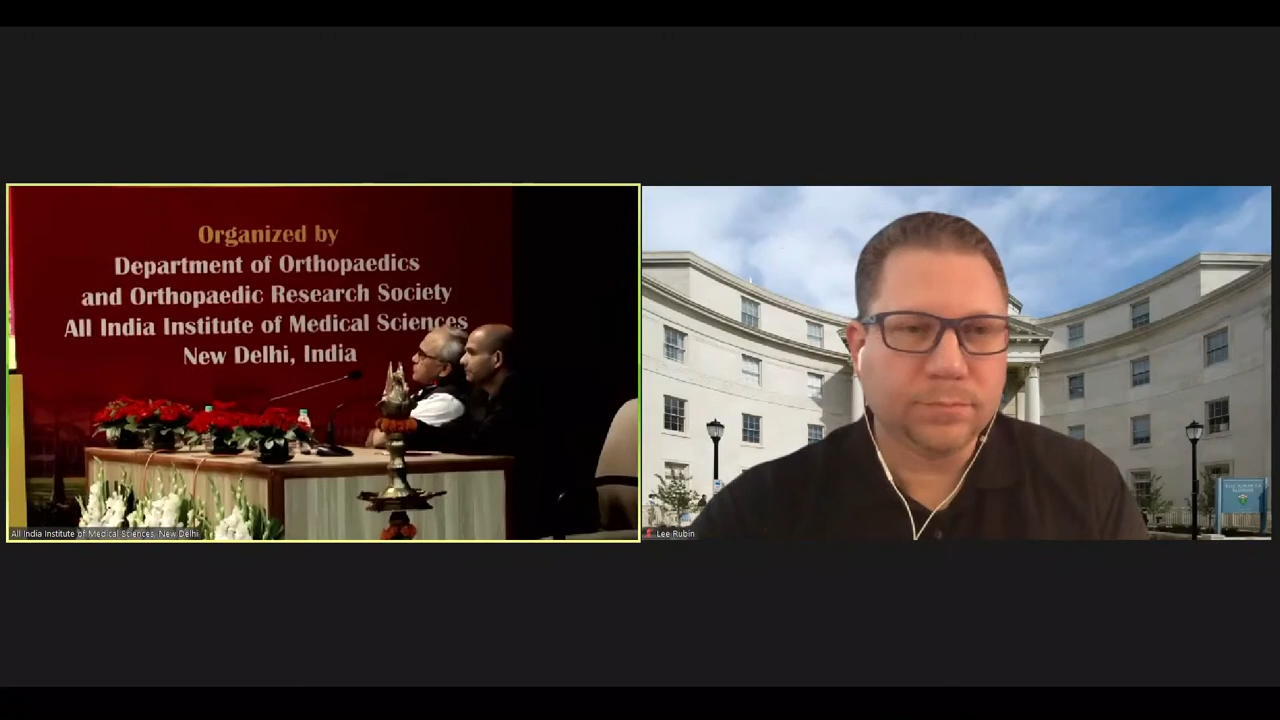 Organized by
Department of Orthopaedics
and Orthopaedic Research Society
All India Institute of Medical Sciences
New Delhi, India
All India Institute of Medical Sciences, New Delhi
Lee Rubin